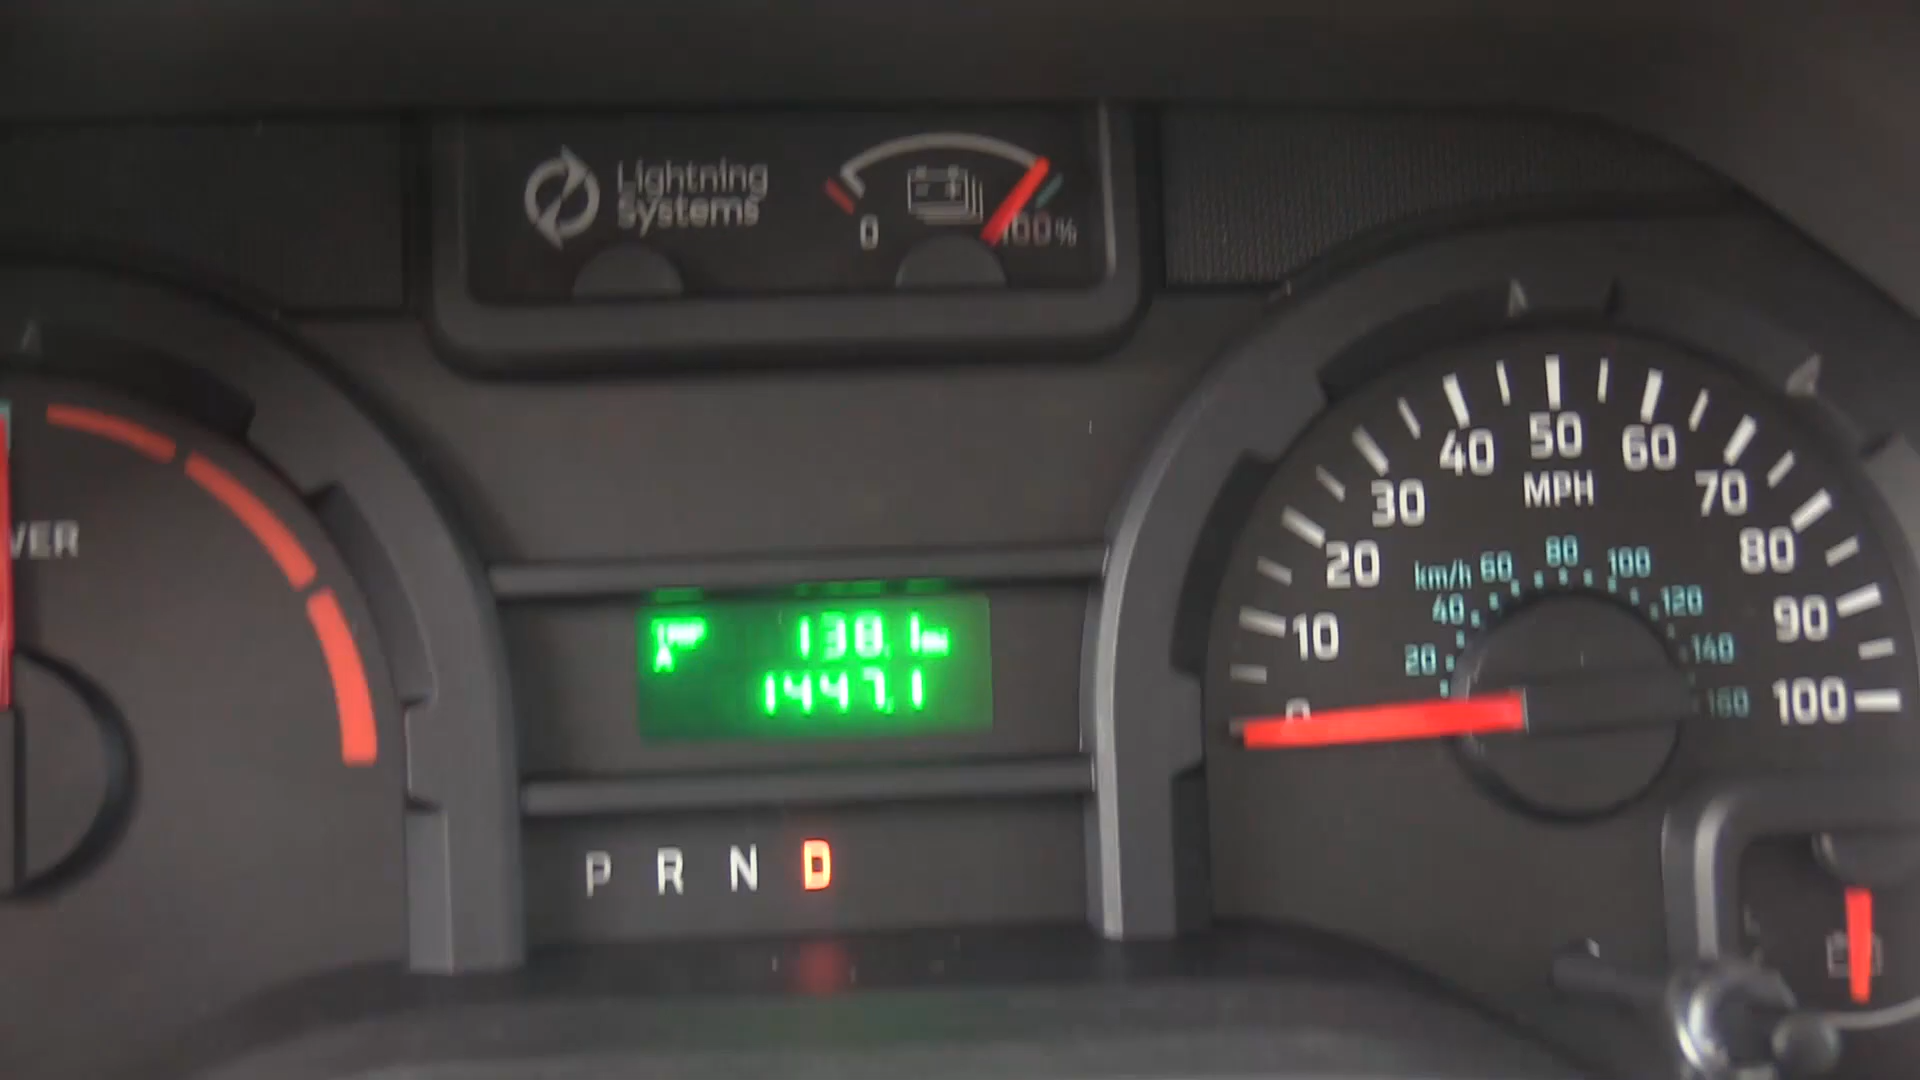 Lightning
Systems
0
100%
VER
TRIP 138.1 m
A
1447.1
P R N D
0 10 20 30 40 50 60 70 80 90 100
MPH
km/h
20 40 60 80 100 120 140 160